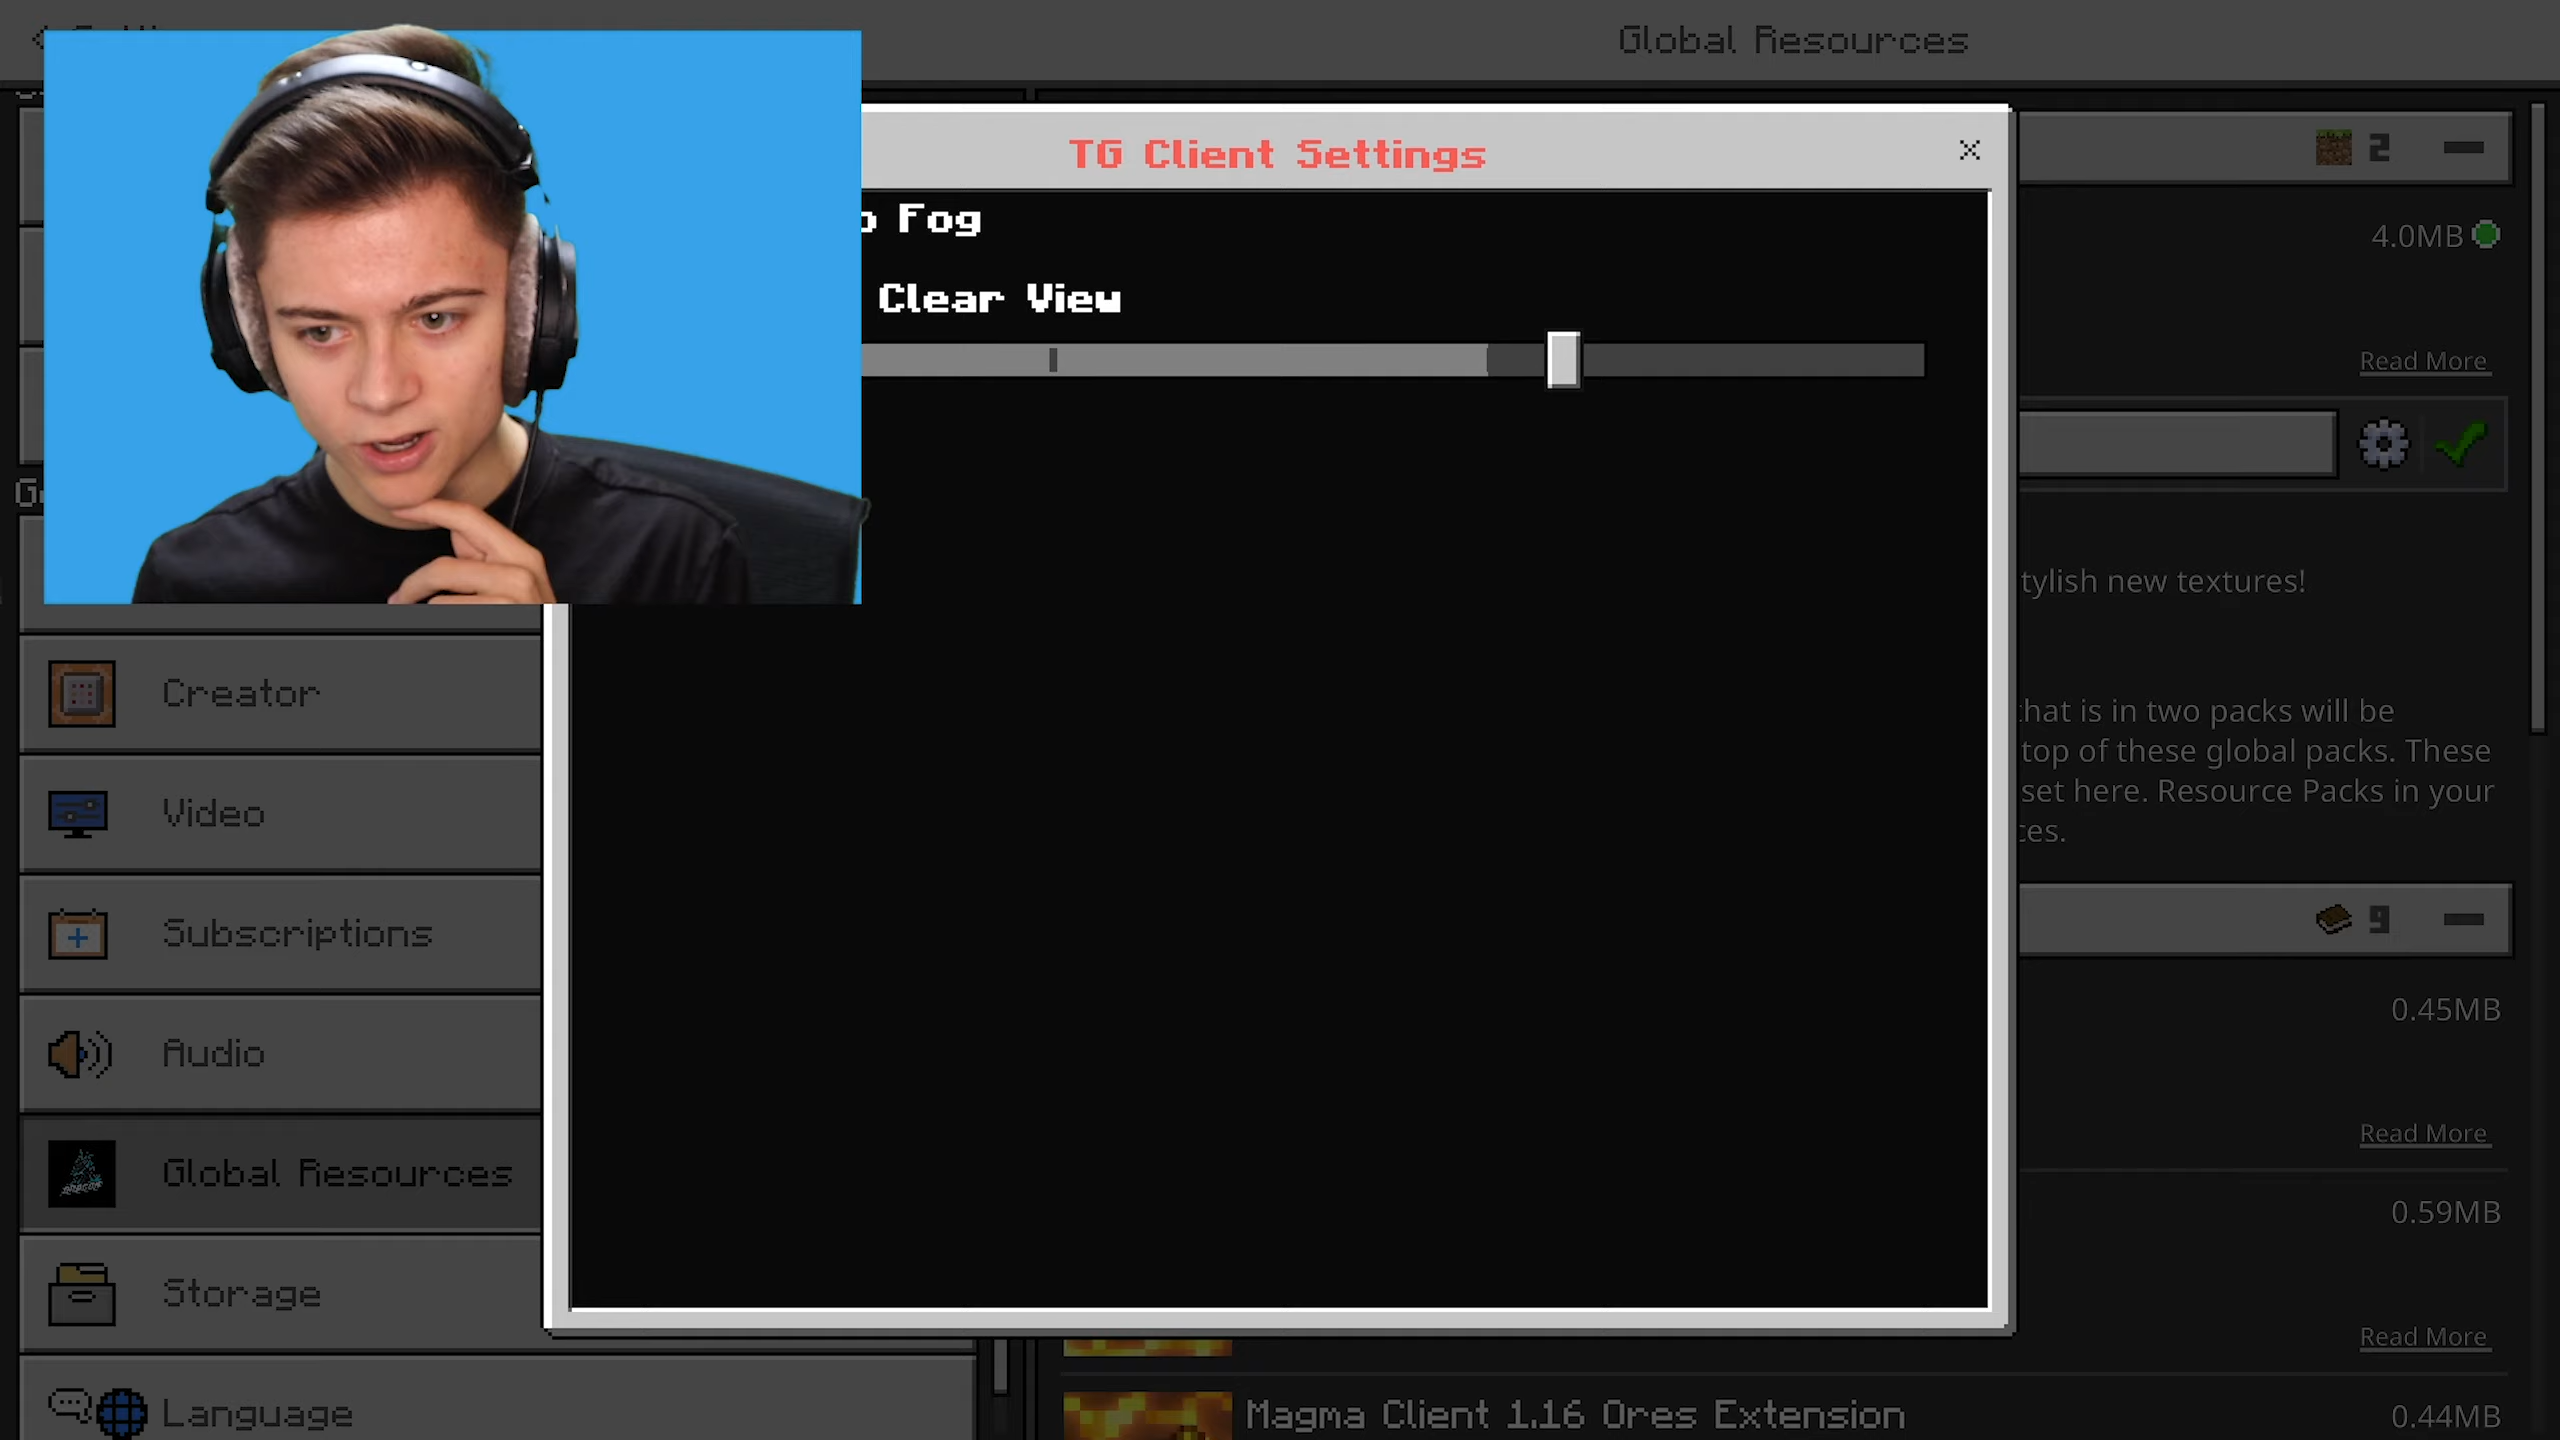 Global Resources
TG Client Settings
2
Fog
4.0MB
Clear View
Read More
tylish new textures!
Creator
that is in two packs will be
top of these global packs. These
set here. Resource Packs in your
Video
9
Subscriptions
0.45MB
Audio
Read More
Global Resources
0.59MB
Storage
Read More
Language
Magma Client 1.16 Ores Extension
0.44MB